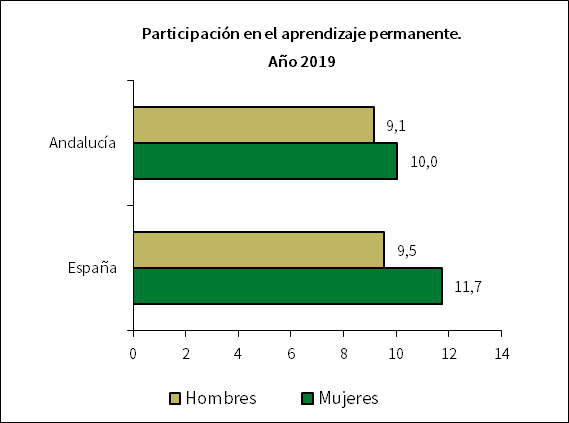 Participación en el aprendizaje permanente.
Año 2019
Andalucía
9,1
10,0
España
9,5
11,7
0 2 4 6 8 10 12 14
Hombres Mujeres